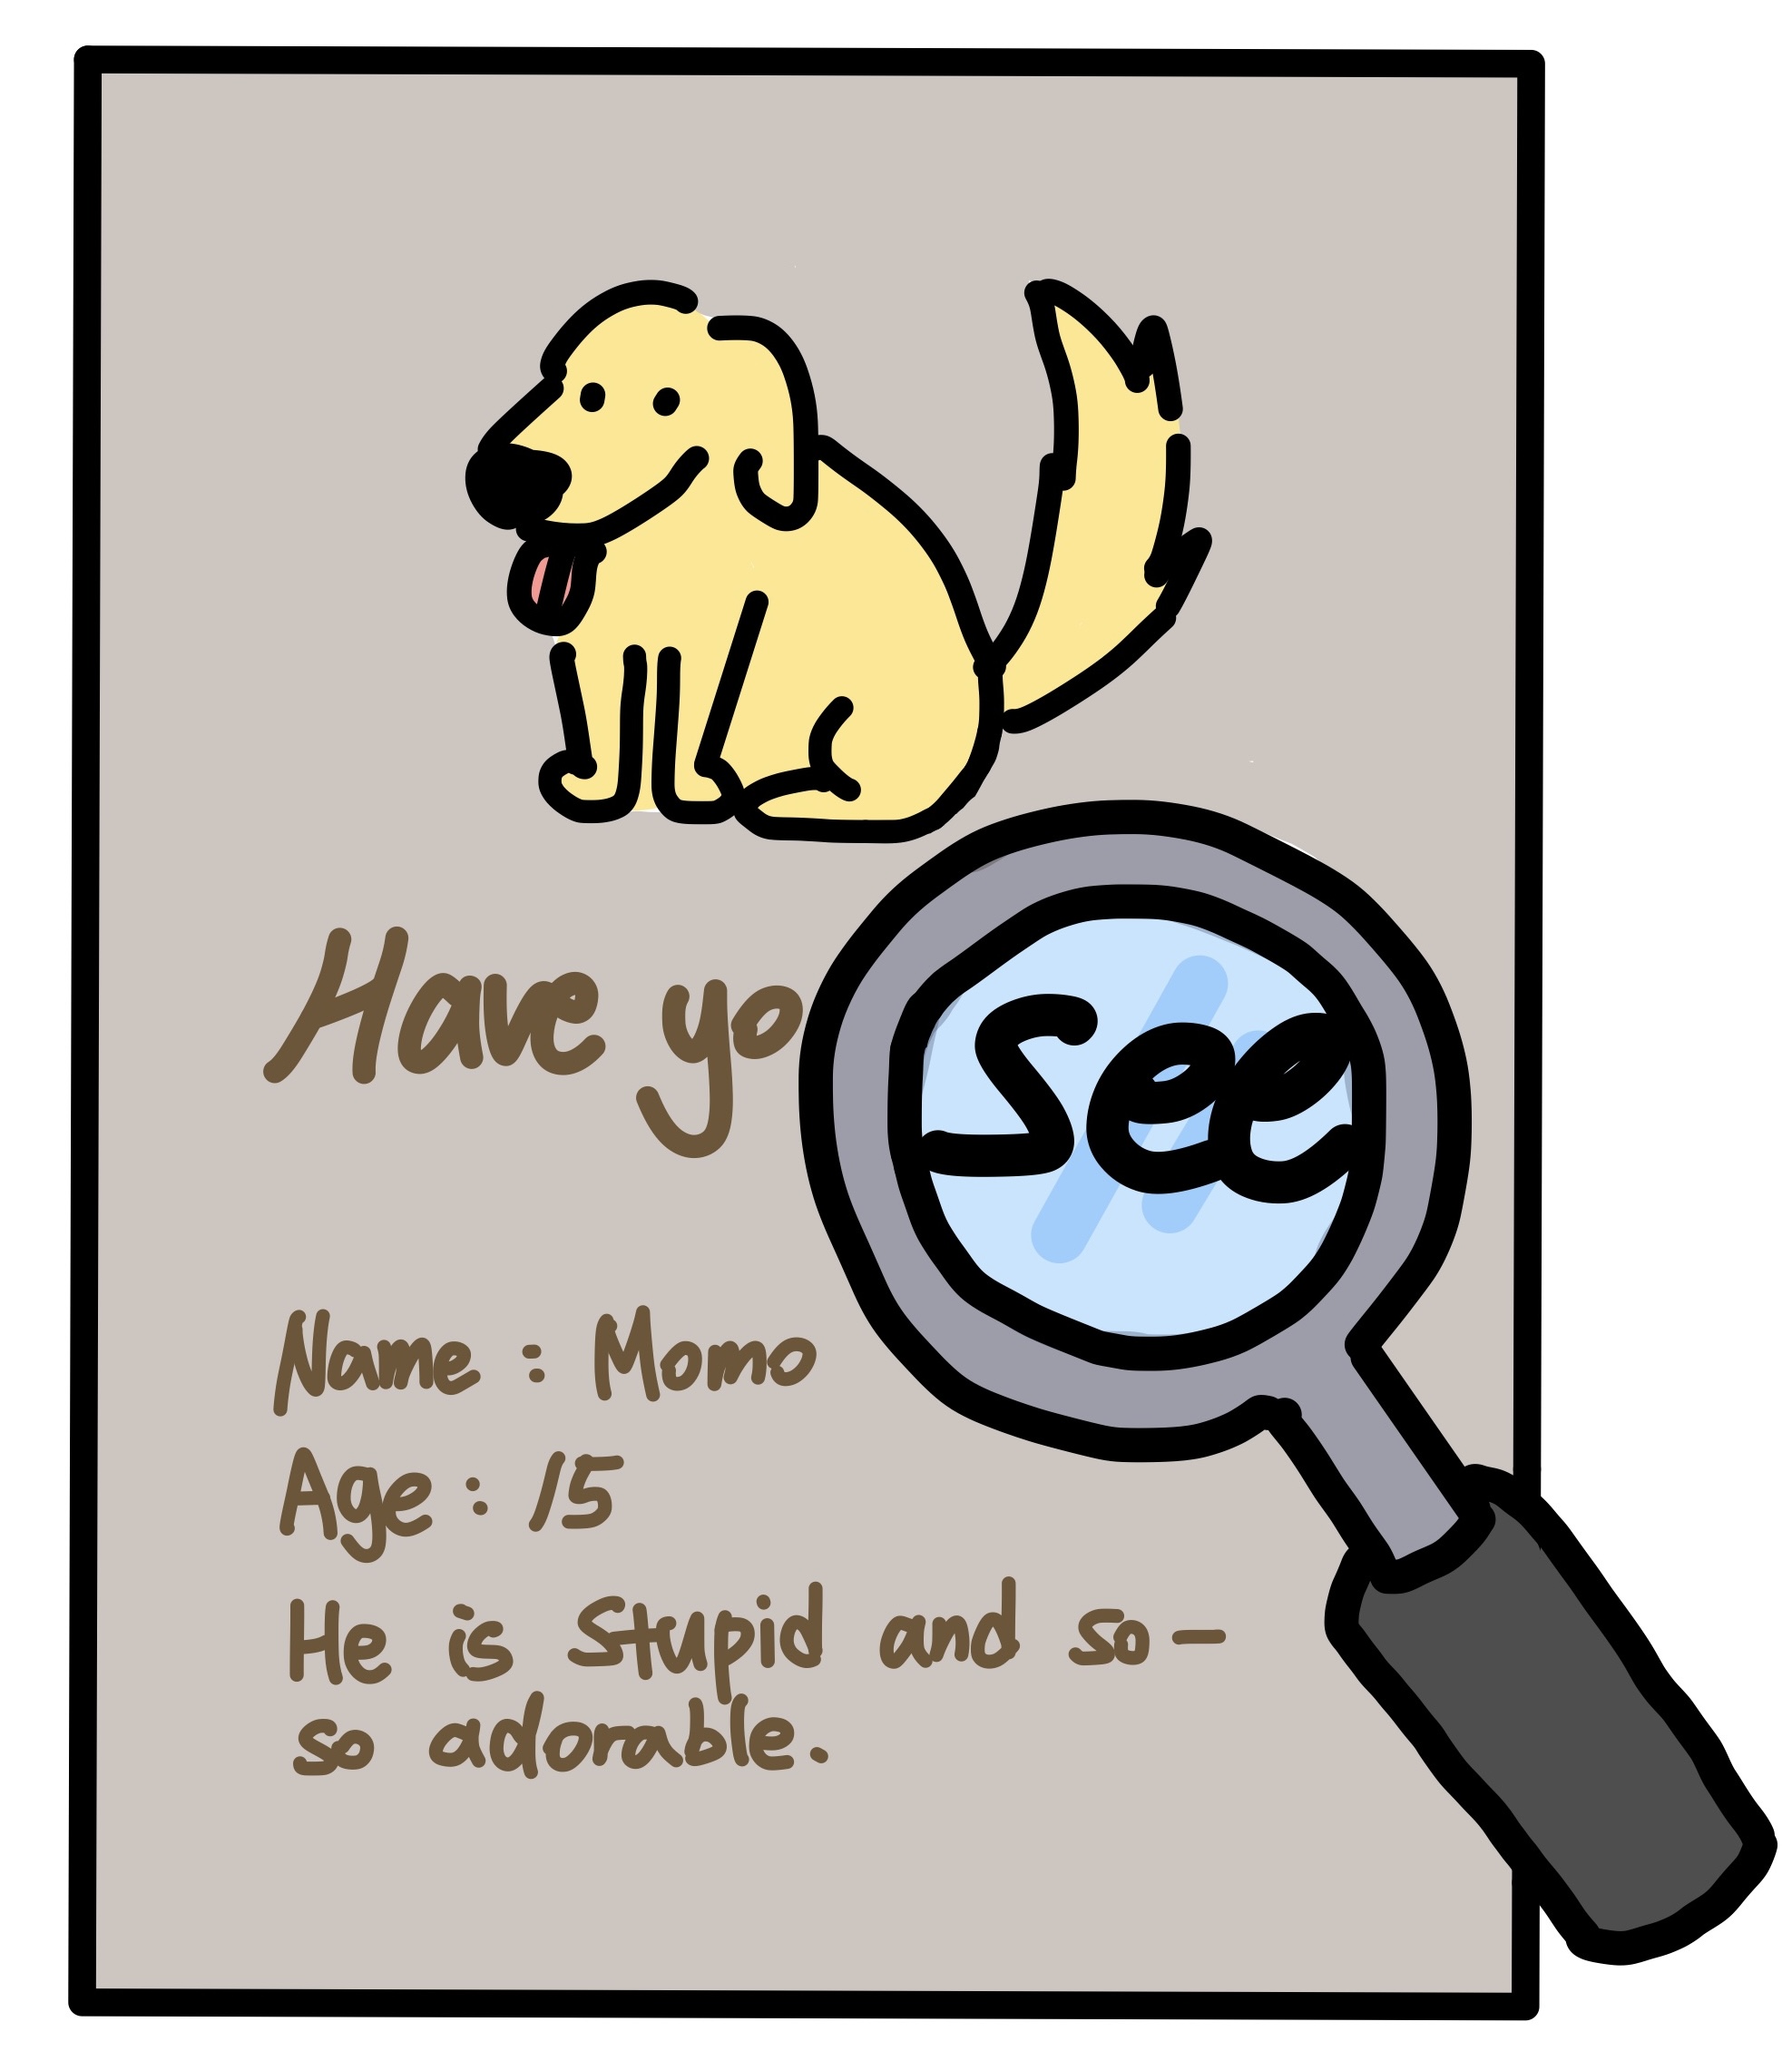 Have yo see
Name : Momo
Age : 15
He is stupid and so-
so adorable.